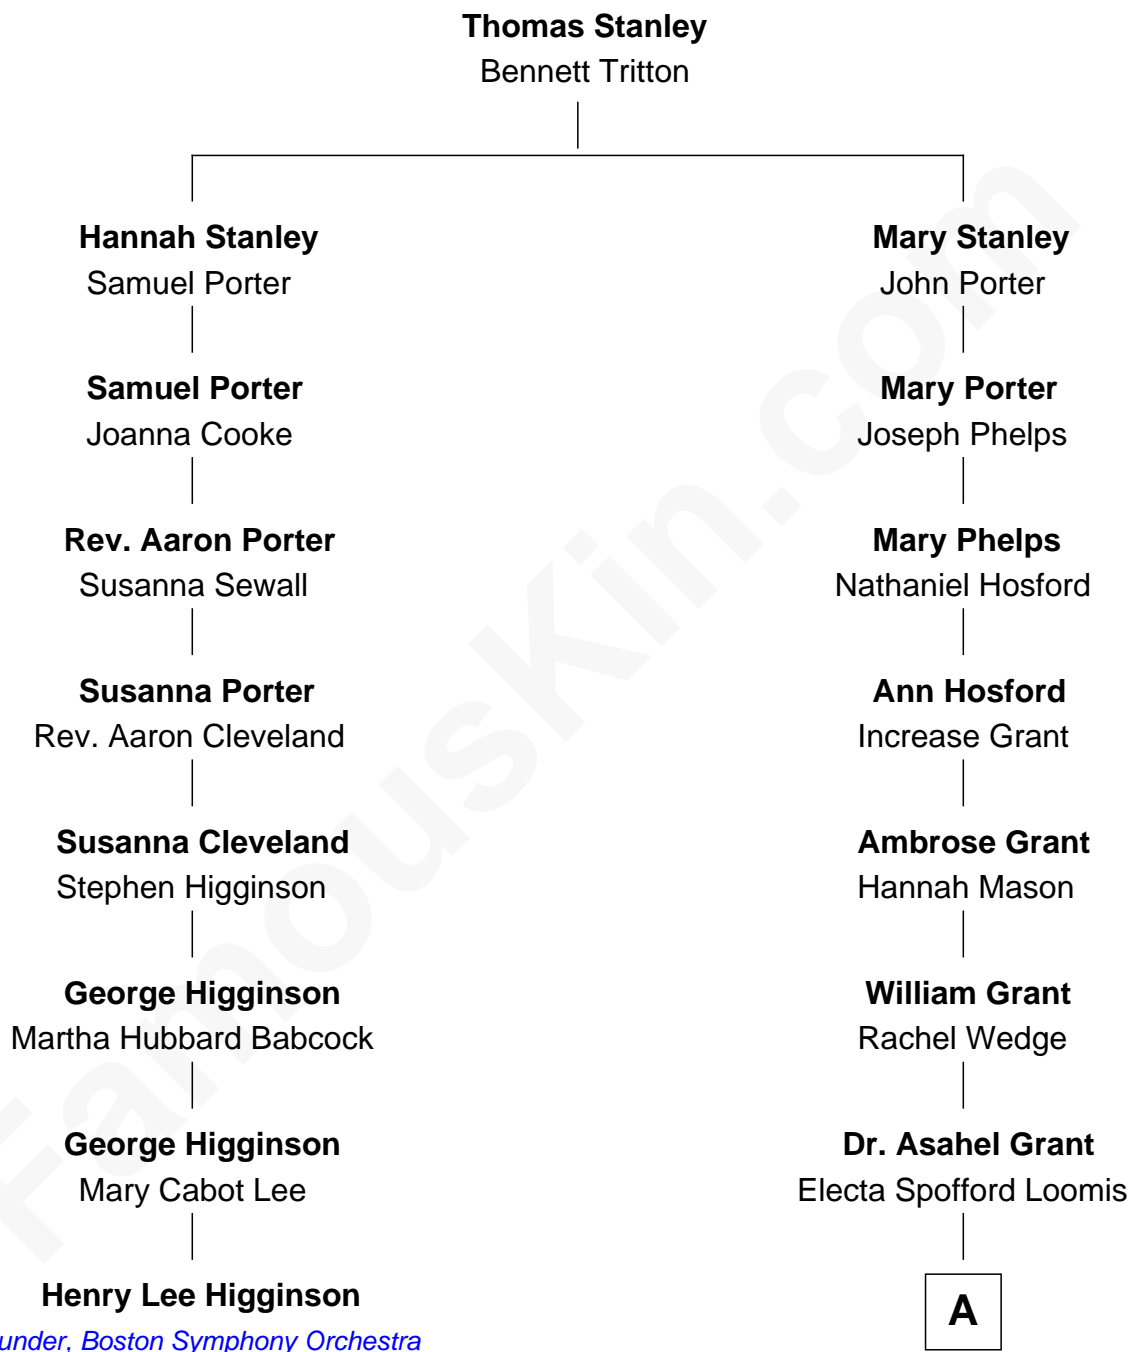 Thomas Stanley
Bennett Tritton
Hannah Stanley
Samuel Porter
Mary Stanley
John Porter
Samuel Porter
Joanna Cooke
Mary Porter
Joseph Phelps
Rev. Aaron Porter
Susanna Sewall
Mary Phelps
Nathaniel Hosford
Susanna Porter
Rev. Aaron Cleveland
Ann Hosford
Increase Grant
Susanna Cleveland
Stephen Higginson
Ambrose Grant
Hannah Mason
George Higginson
Martha Hubbard Babcock
William Grant
Rachel Wedge
George Higginson
Mary Cabot Lee
Dr. Asahel Grant
Electa Spofford Loomis
Henry Lee Higginson
under, Boston Symphony Orchestra
A
FamousKin.com